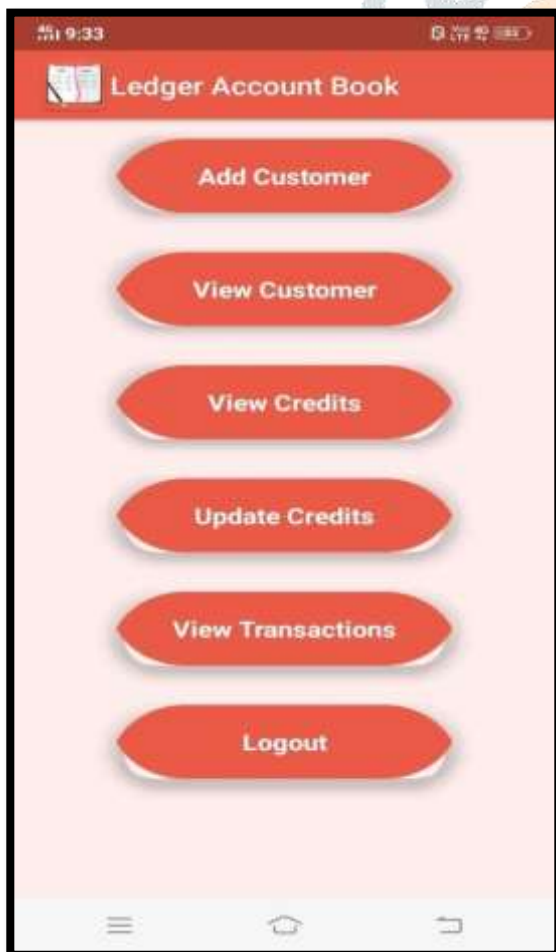 9:33
Ledger Account Book
Add Customer
View Customer
View Credits
Update Credits
View Transactions
Logout